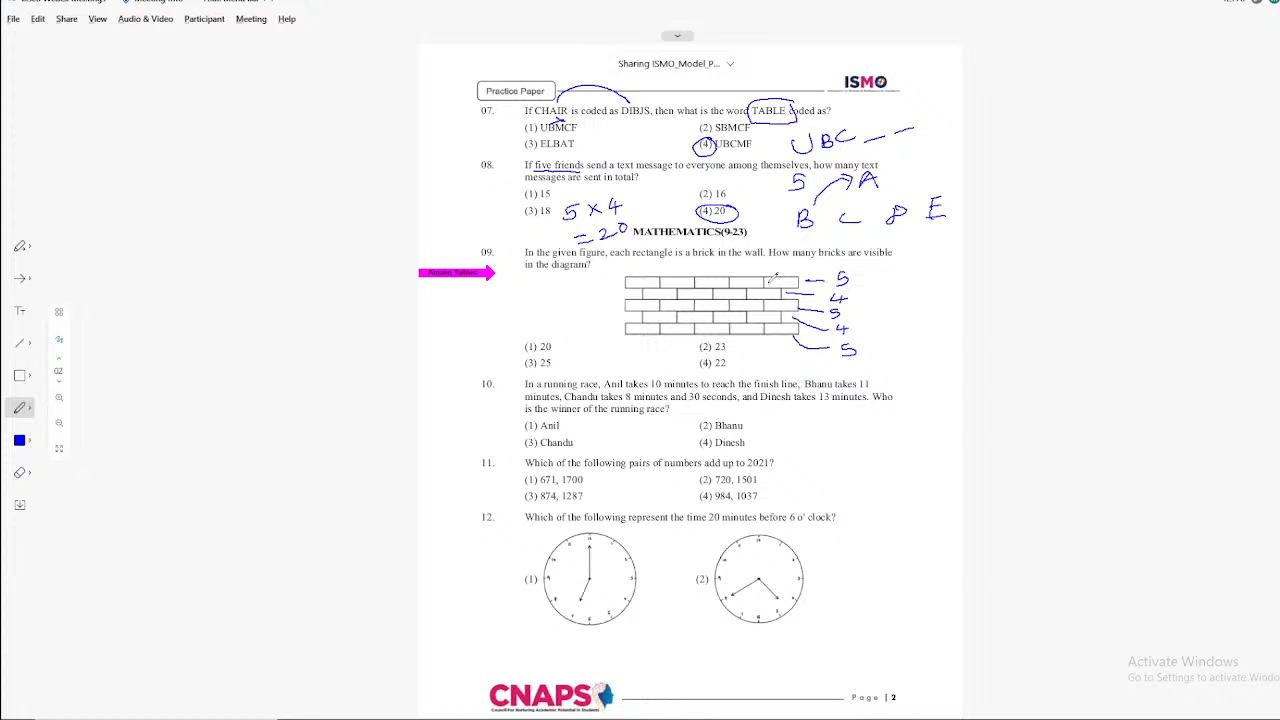 File Edit Share View Audio & Video Participant Meeting Help
Sharing ISMO_Model_P...
Practice Paper
ISMO
07. If CHAIR is coded as DIBJS, then what is the word TABLE coded as?
(1) UBMCF (2) SBMCF
(3) ELBAT (4) UBCMF
UBC _ _
08. If five friends send a text message to everyone among themselves, how many text
messages are sent in total?
(1) 15 (2) 16
(3) 18 (4) 20
5 A
5 x 4
= 20
B C D E
MATHEMATICS(9-23)
09. In the given figure, each rectangle is a brick in the wall. How many bricks are visible
in the diagram?
5
4
5
4
5
(1) 20 (2) 23
(3) 25 (4) 22
10. In a running race, Anil takes 10 minutes to reach the finish line, Bhanu takes 11
minutes, Chandu takes 8 minutes and 30 seconds, and Dinesh takes 13 minutes. Who
is the winner of the running race?
(1) Anil (2) Bhanu
(3) Chandu (4) Dinesh
11. Which of the following pairs of numbers add up to 2021?
(1) 671, 1700 (2) 720, 1501
(3) 874, 1287 (4) 984, 1037
12. Which of the following represent the time 20 minutes before 6 o' clock?
(1) (2)
02
CNAPS
Council For Nurturing Academic Potential in Students
Page | 2
Activate Windows
Go to Settings to activate Windo